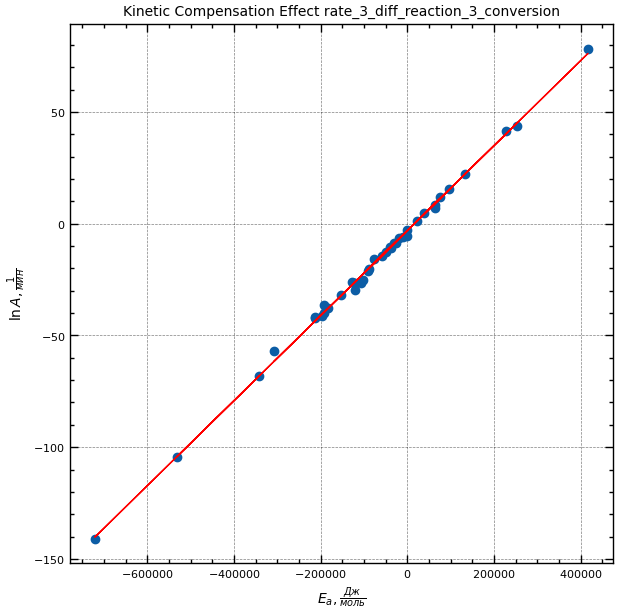 Kinetic Compensation Effect rate_3_diff_reaction_3_conversion
50
0
−50
−100
−150
ln A, 1/мин
−600000 −400000 −200000 0 200000 400000
E_a, Дж/моль